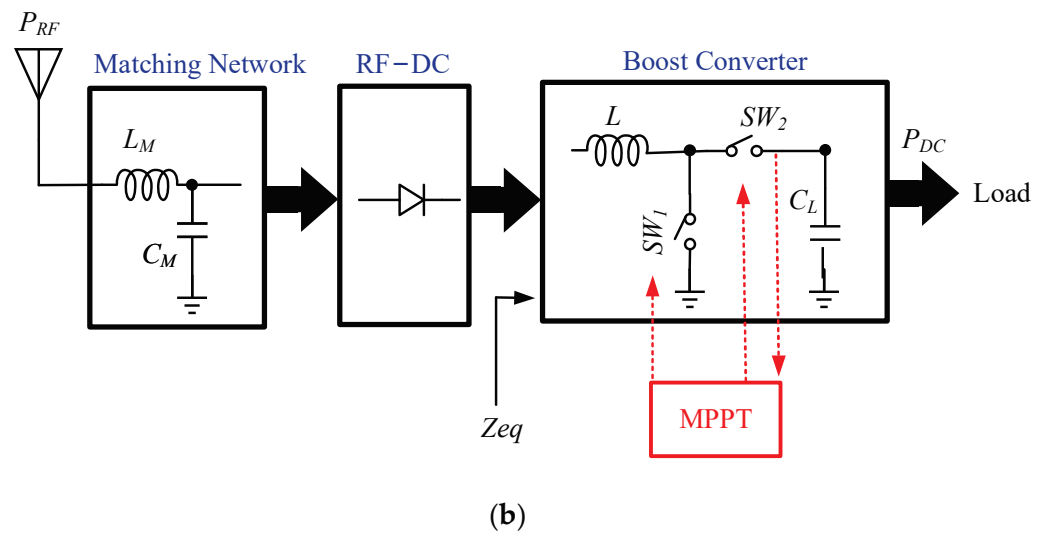 P_RF
Matching Network
RF−DC
Boost Converter
L_M
C_M
L
SW_2
SW_1
C_L
P_DC
Load
Zeq
MPPT
(b)